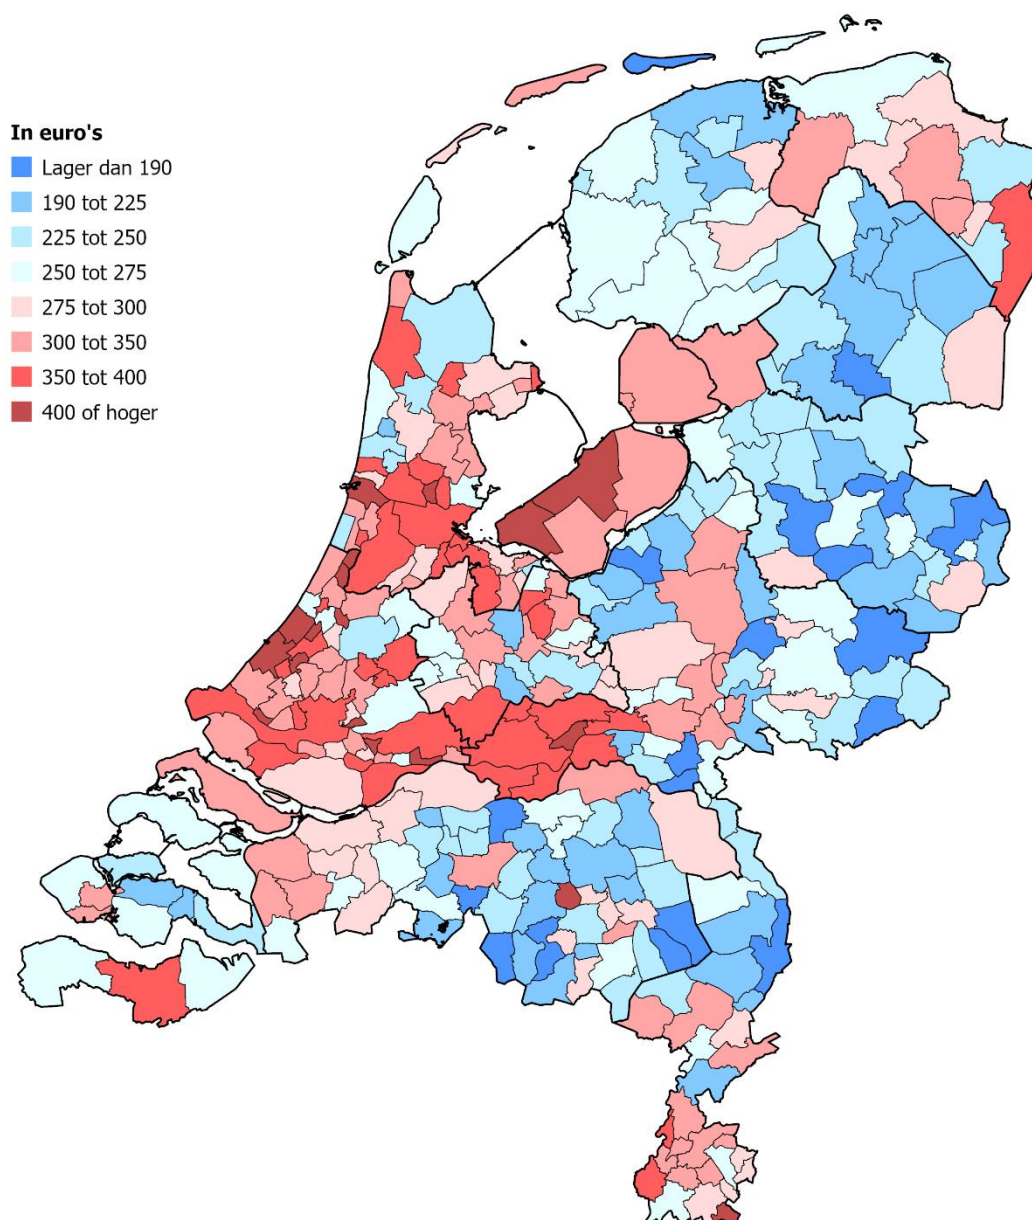 In euro's
Lager dan 190
190 tot 225
225 tot 250
250 tot 275
275 tot 300
300 tot 350
350 tot 400
400 of hoger